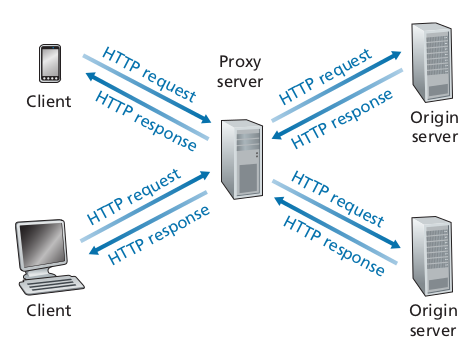 Proxy
server
HTTP request
HTTP response
Client
HTTP request
HTTP response
Origin
server
HTTP request
HTTP response
Client
HTTP request
HTTP response
Origin
server